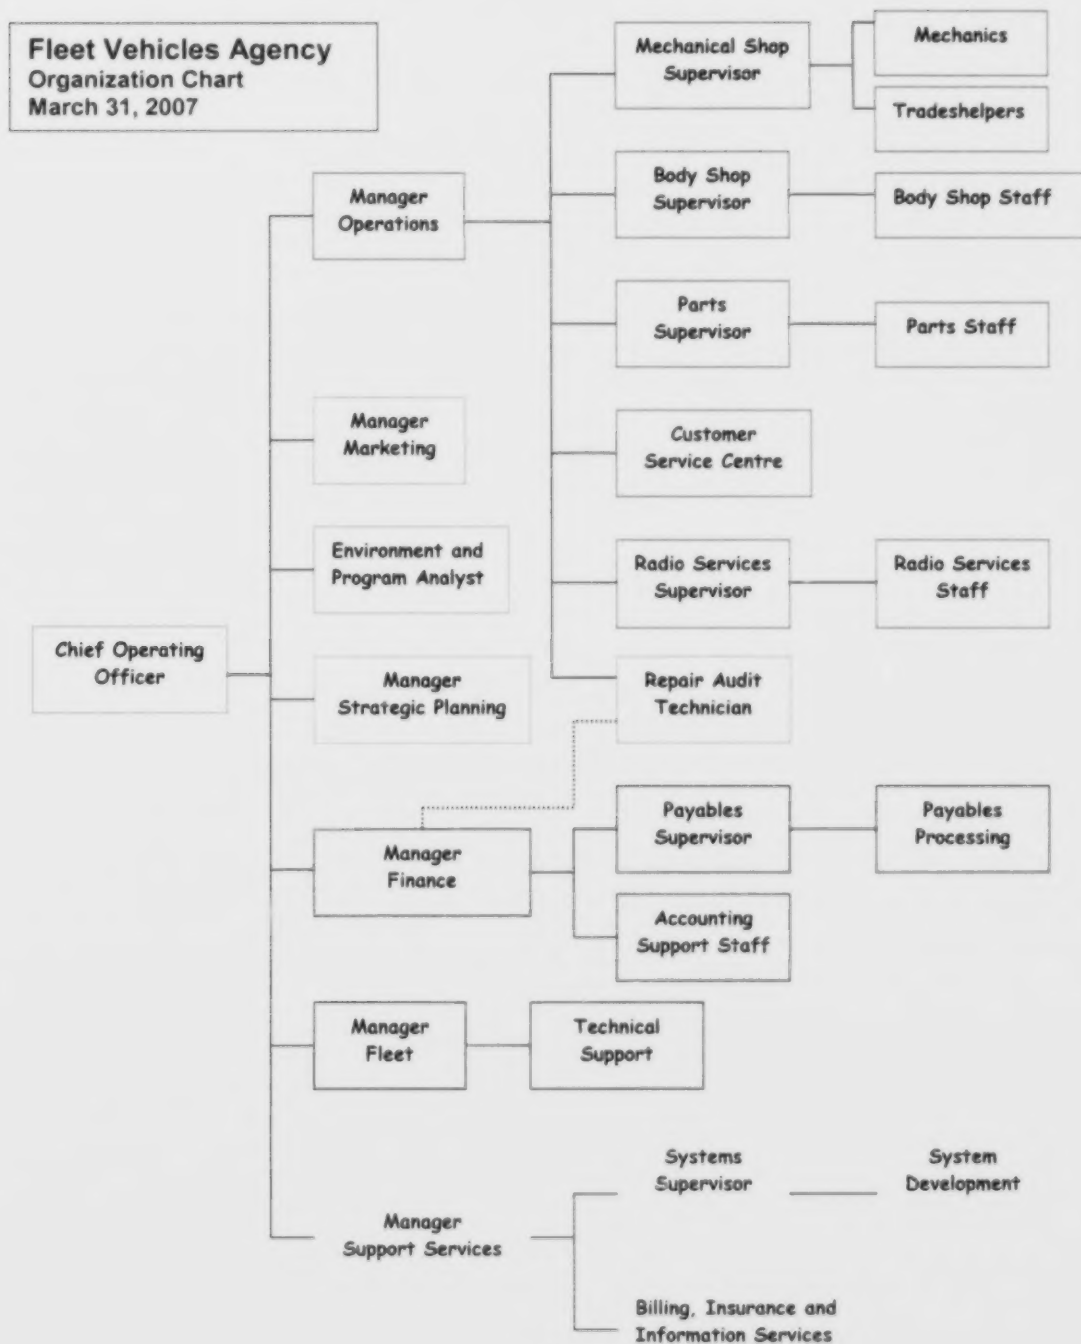 Fleet Vehicles Agency
Organization Chart
March 31, 2007
Chief Operating
Officer
Manager
Operations
Mechanical Shop
Supervisor
Mechanics
Tradeshelpers
Body Shop
Supervisor
Body Shop Staff
Parts
Supervisor
Parts Staff
Customer
Service Centre
Radio Services
Supervisor
Radio Services
Staff
Repair Audit
Technician
Manager
Marketing
Environment and
Program Analyst
Manager
Strategic Planning
Manager
Finance
Payables
Supervisor
Payables
Processing
Accounting
Support Staff
Manager
Fleet
Technical
Support
Manager
Support Services
Systems
Supervisor
System
Development
Billing, Insurance and
Information Services